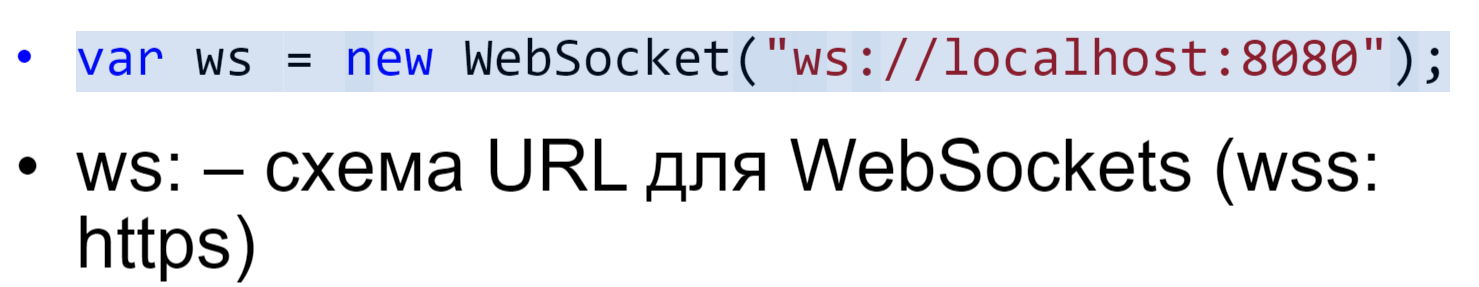 • var ws = new WebSocket("ws://localhost:8080");
• ws: – схема URL для WebSockets (wss:
https)